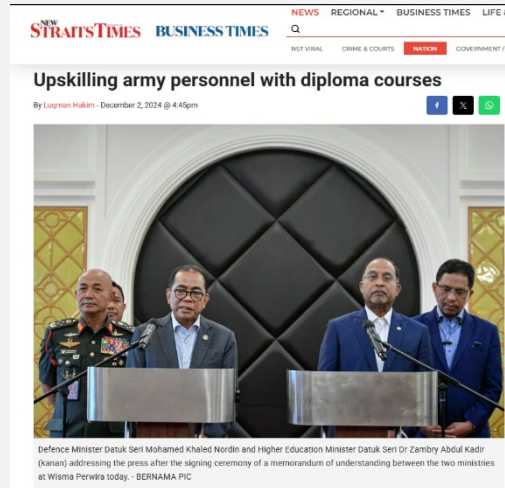 NEWS REGIONAL BUSINESS TIMES LIFE
NEW STRAITS TIMES BUSINESS TIMES
NST VIRAL CRIME & COURTS NATION GOVERNMENT /
Upskilling army personnel with diploma courses
By Luqman Hakim - December 2, 2024 @ 4:45pm
Defence Minister Datuk Seri Mohamed Khaled Nordin and Higher Education Minister Datuk Seri Dr Zambry Abdul Kadir
(kanan) addressing the press after the signing ceremony of a memorandum of understanding between the two ministries
at Wisma Perwira today. - BERNAMA PIC